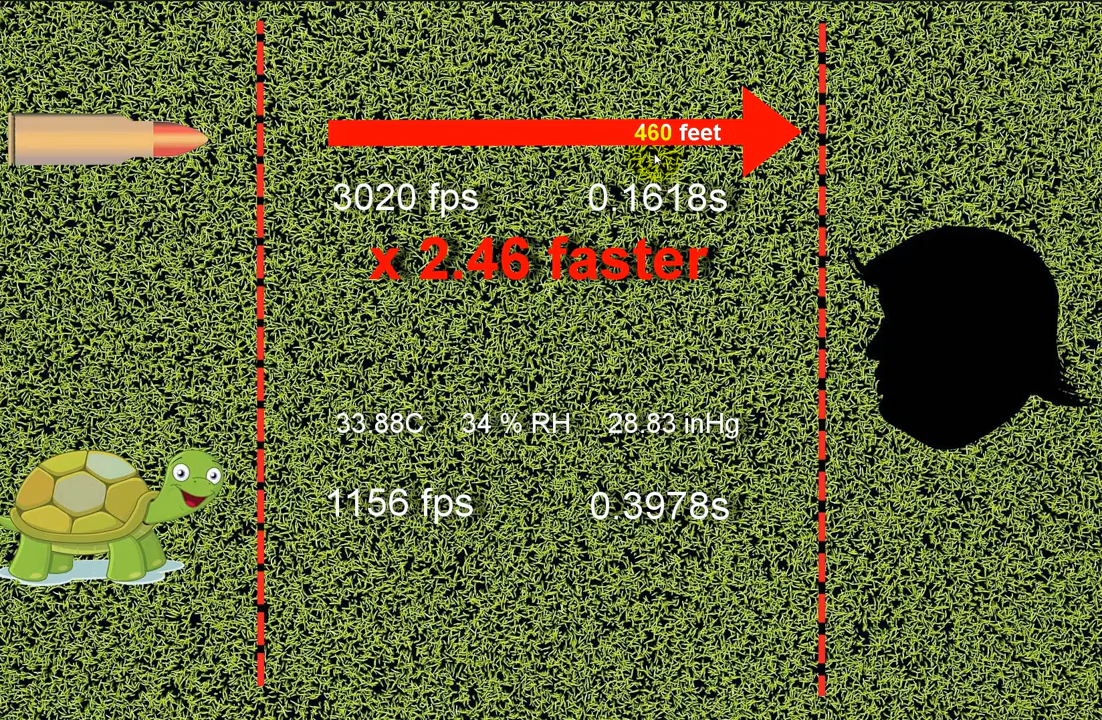 460 feet
3020 fps 0.1618s
x 2.46 faster
33.88C 34 % RH 28.83 inHg
1156 fps 0.3978s